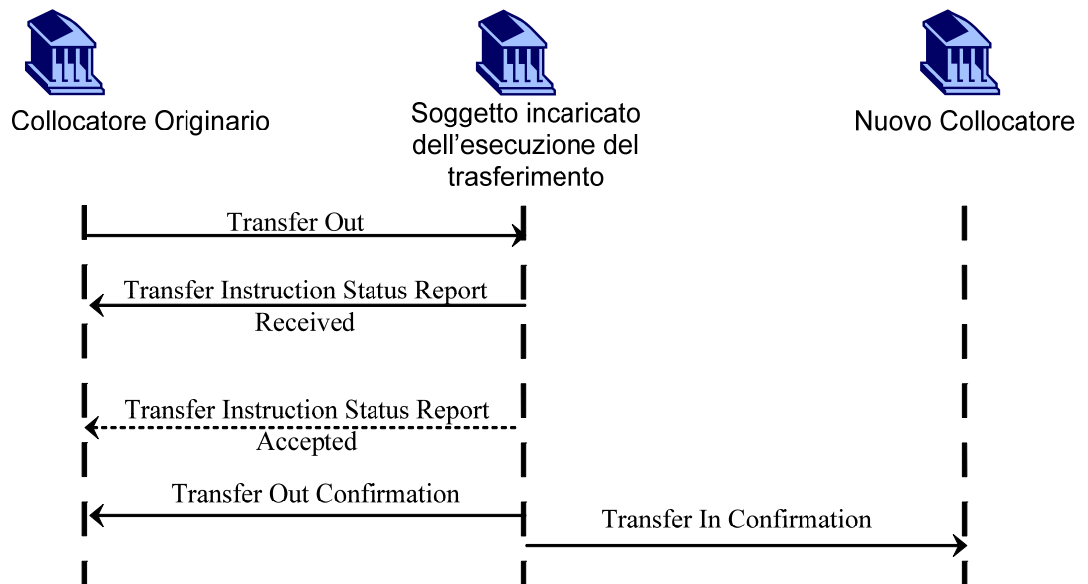 Collocatore Originario
Soggetto incaricato
dell’esecuzione del
trasferimento
Nuovo Collocatore
Transfer Out
Transfer Instruction Status Report
Received
Transfer Instruction Status Report
Accepted
Transfer Out Confirmation
Transfer In Confirmation